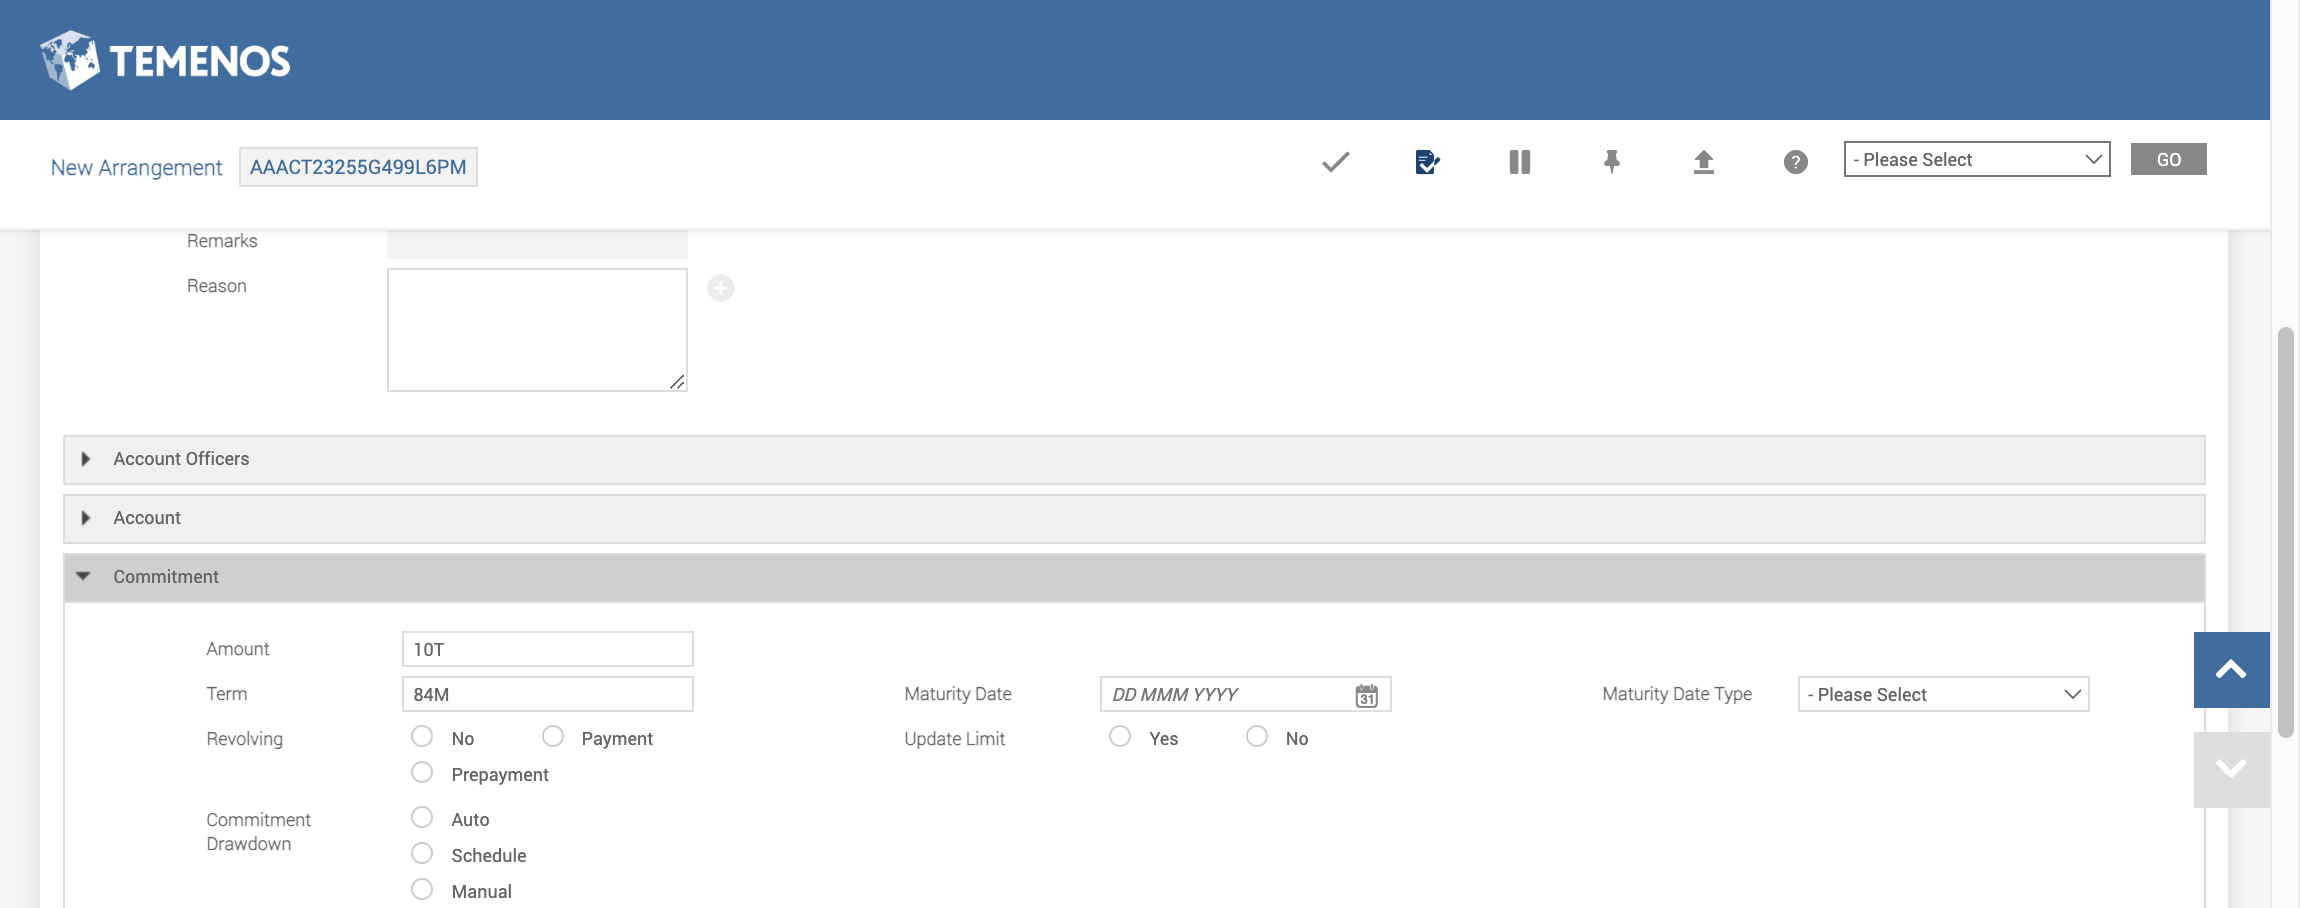 TEMENOS
New Arrangement AAACT23255G499L6PM
- Please Select GO
Remarks
Reason
Account Officers
Account
Commitment
Amount 10T
Term 84M Maturity Date DD MMM YYYY 31 Maturity Date Type - Please Select
Revolving No Payment Update Limit Yes No
Prepayment
Commitment Drawdown Auto
Schedule
Manual